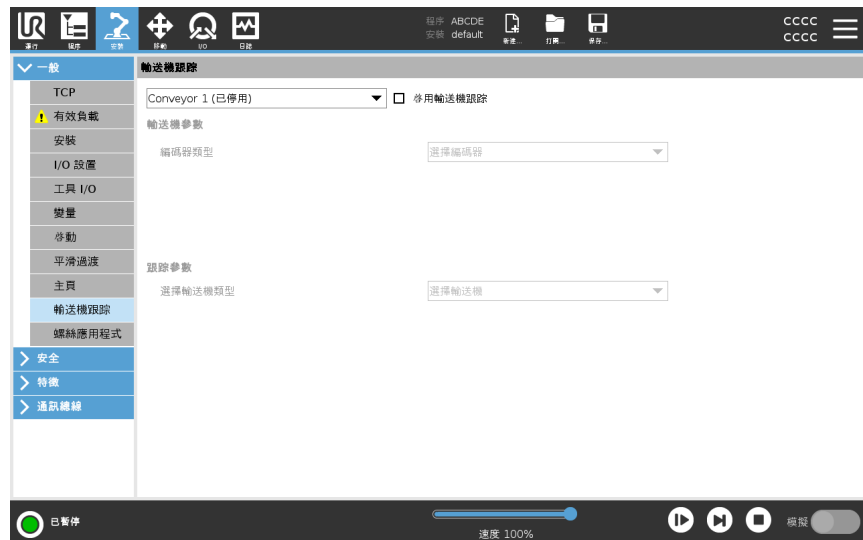 UR
運行
程序
安裝
移動
I/O
日誌
程序 ABCDE
安裝 default
新建...
打開...
保存...
cccc
cccc
一般
TCP
有效負載
安裝
I/O 設置
工具 I/O
變量
啓動
平滑過渡
主頁
輸送機跟踪
螺絲應用程式
安全
特徵
通訊總線
輸送機跟踪
Conveyor 1 (已停用)
啓用輸送機跟踪
輸送機參數
編碼器類型
選擇編碼器
跟踪參數
選擇輸送機類型
選擇輸送機
已暫停
速度 100%
模擬